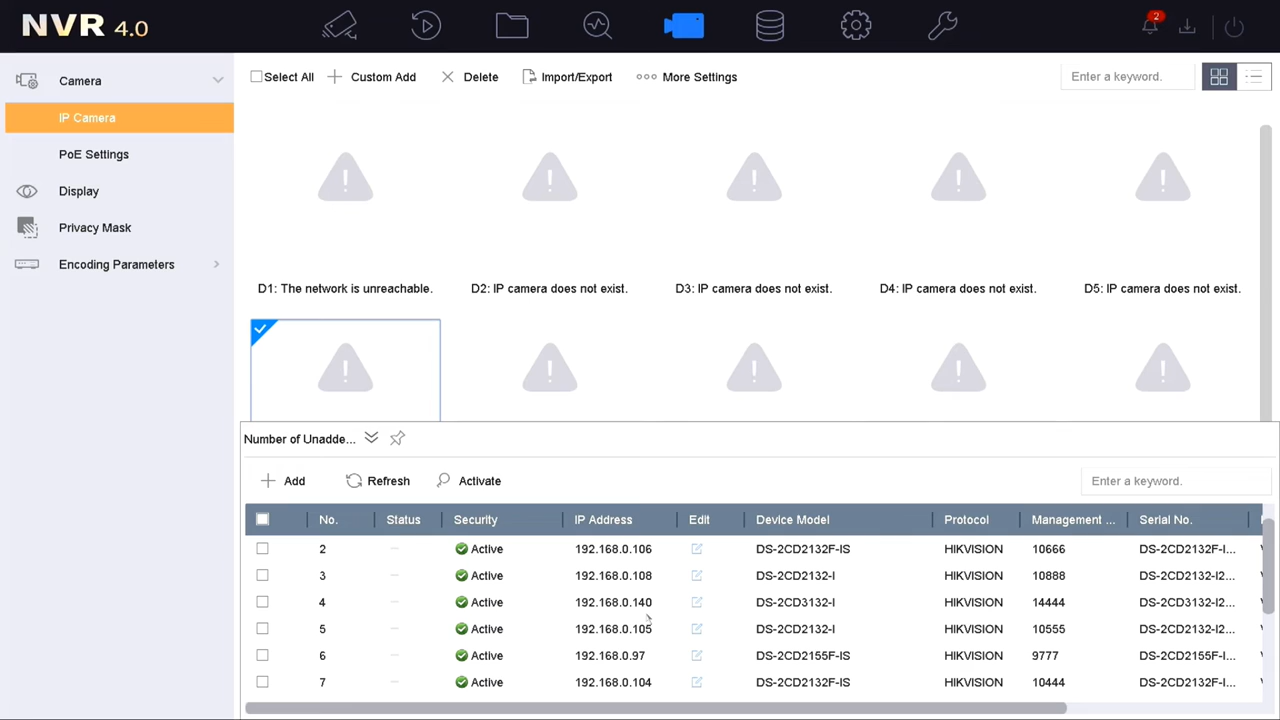 NVR 4.0
2
Camera
IP Camera
PoE Settings
Display
Privacy Mask
Encoding Parameters
Select All
Custom Add
Delete
Import/Export
More Settings
Enter a keyword.
D1: The network is unreachable.
D2: IP camera does not exist.
D3: IP camera does not exist.
D4: IP camera does not exist.
D5: IP camera does not exist.
Number of Unadde...
Add
Refresh
Activate
Enter a keyword.
No. Status Security IP Address Edit Device Model Protocol Management ... Serial No.
2 Active 192.168.0.106 DS-2CD2132F-IS HIKVISION 10666 DS-2CD2132F-I...
3 Active 192.168.0.108 DS-2CD2132-I HIKVISION 10888 DS-2CD2132-I2...
4 Active 192.168.0.140 DS-2CD3132-I HIKVISION 14444 DS-2CD3132-I2...
5 Active 192.168.0.105 DS-2CD2132-I HIKVISION 10555 DS-2CD2132-I2...
6 Active 192.168.0.97 DS-2CD2155F-IS HIKVISION 9777 DS-2CD2155F-I...
7 Active 192.168.0.104 DS-2CD2132F-IS HIKVISION 10444 DS-2CD2132F-I...